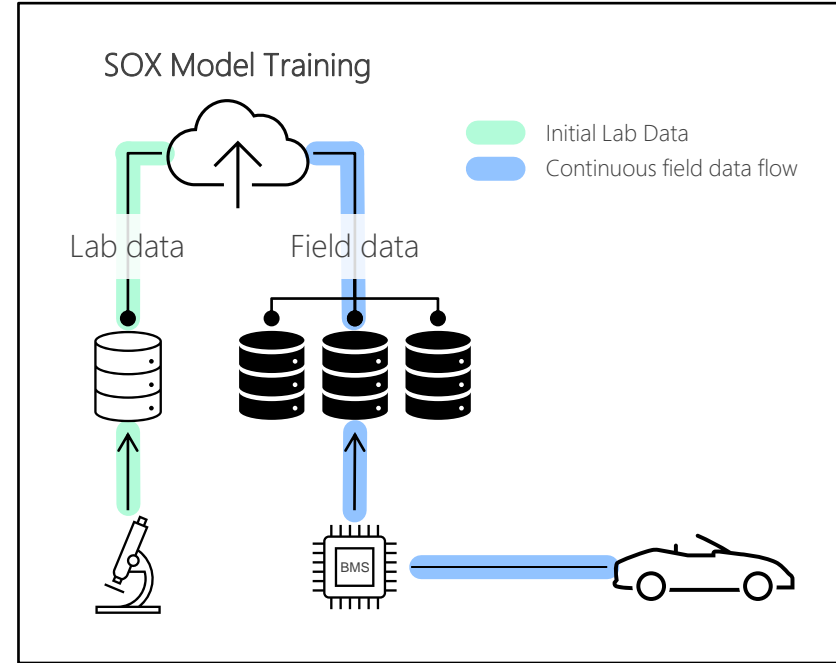 SOX Model Training
Initial Lab Data
Continuous field data flow
Lab data
Field data
BMS